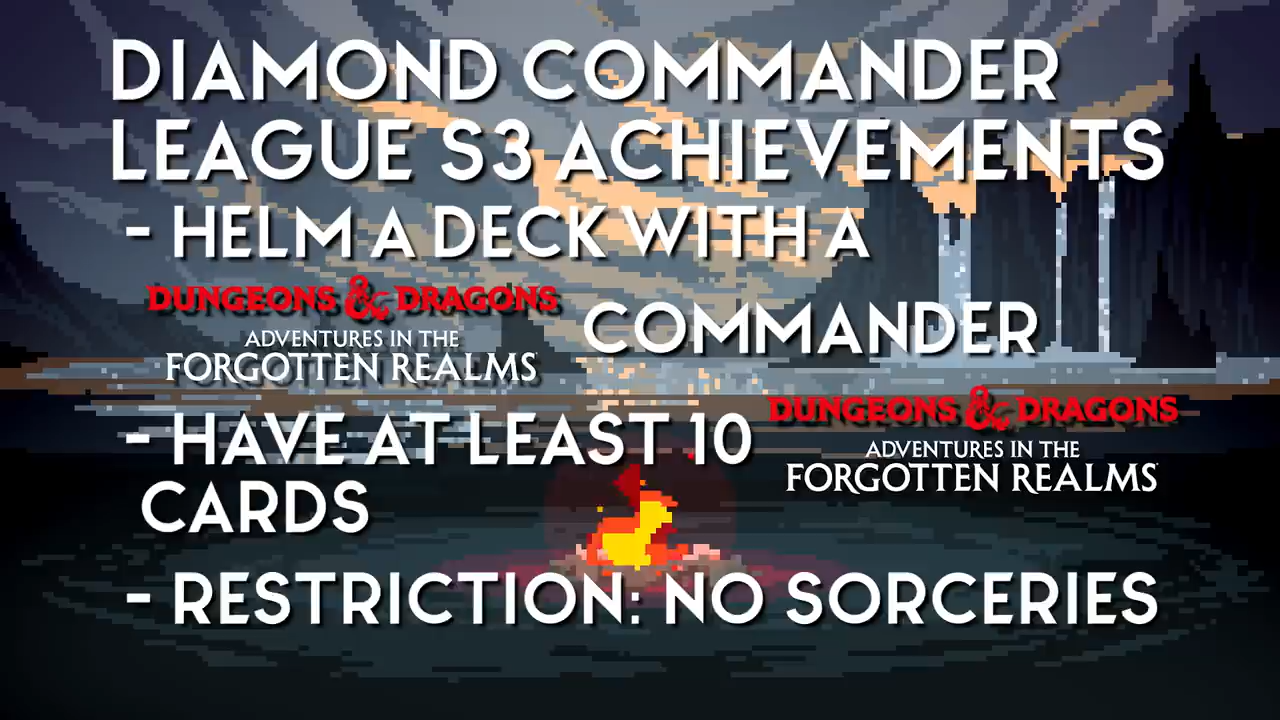 DIAMOND COMMANDER
LEAGUE S3 ACHIEVEMENTS
- HELM A DECK WITH A
DUNGEONS & DRAGONS
ADVENTURES IN THE
FORGOTTEN REALMS
COMMANDER
- HAVE AT LEAST 10
DUNGEONS & DRAGONS
ADVENTURES IN THE
FORGOTTEN REALMS
CARDS
- RESTRICTION: NO SORCERIES